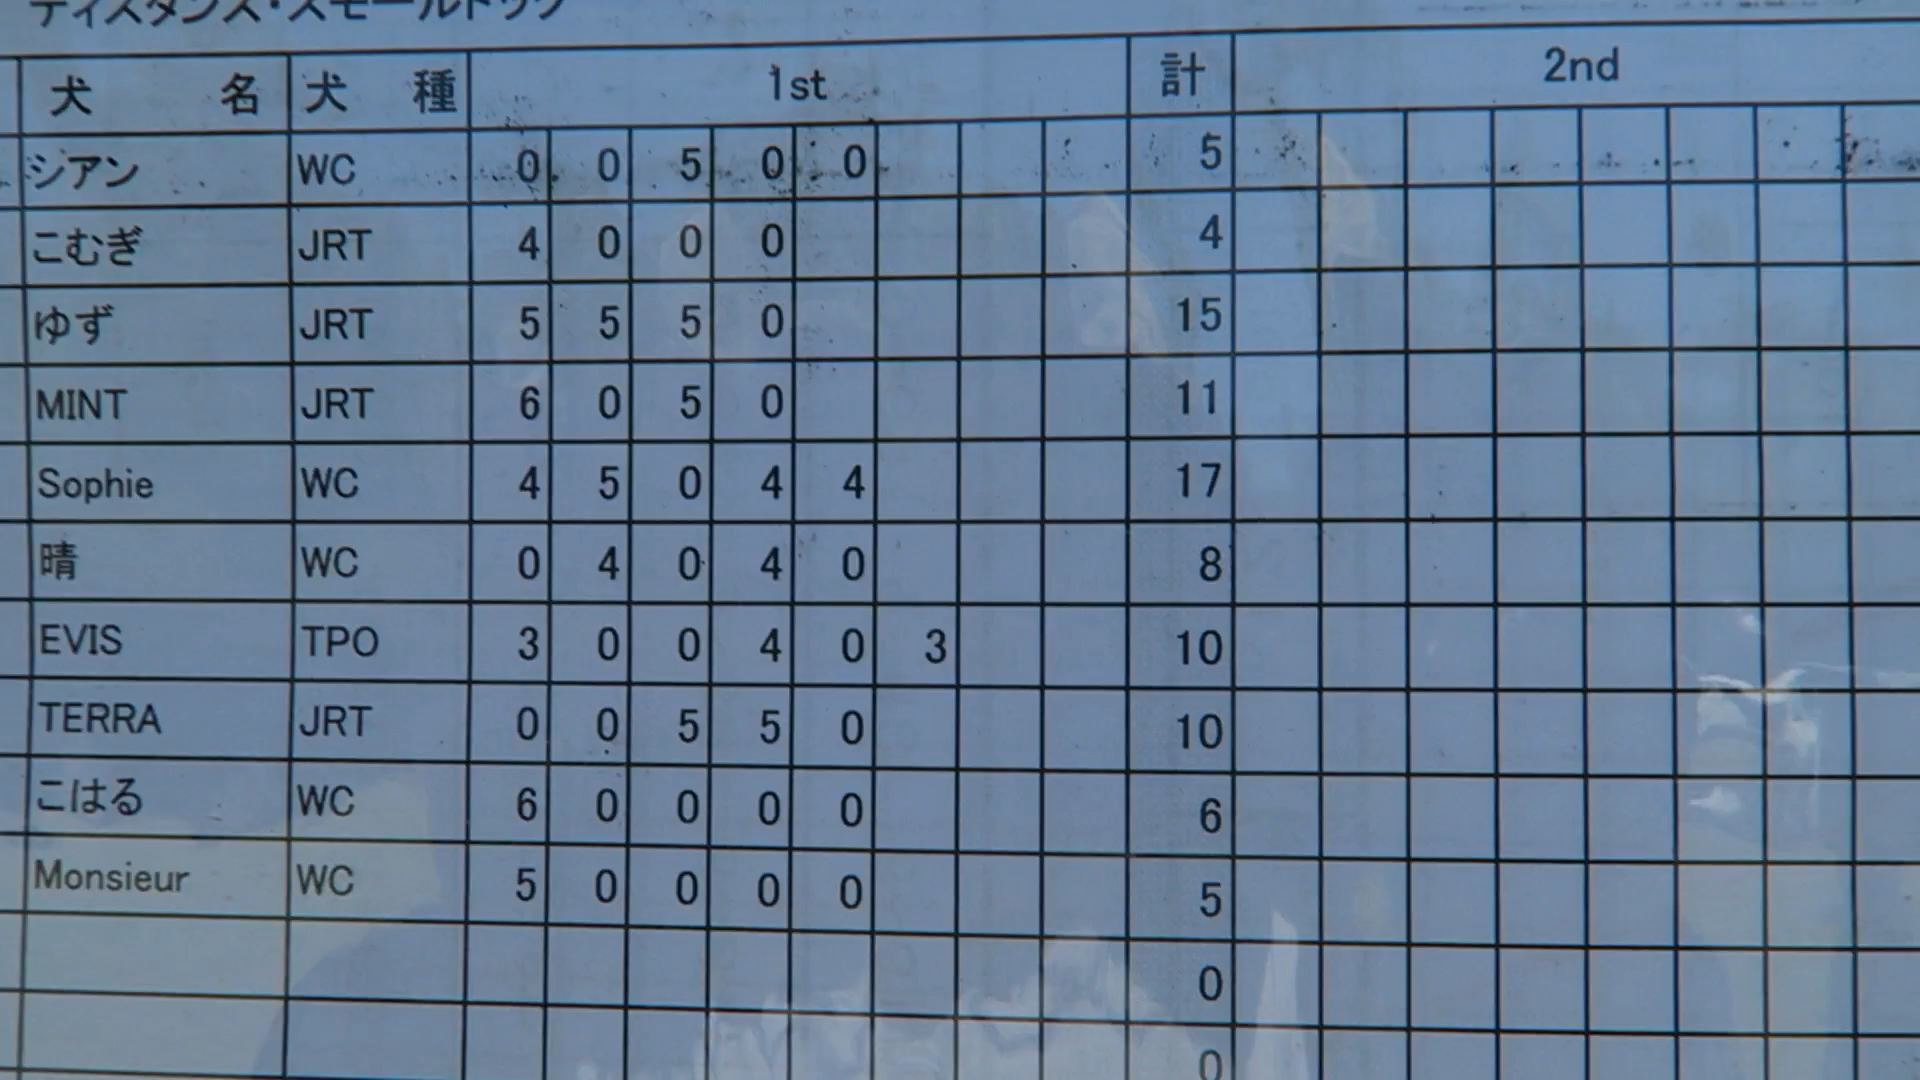 ディスタンス・スモールドッグ
犬 名 犬 種 1st 計 2nd
シアン WC 0 0 5 0 0 5
こむぎ JRT 4 0 0 0 4
ゆず JRT 5 5 5 0 15
MINT JRT 6 0 5 0 11
Sophie WC 4 5 0 4 4 17
晴 WC 0 4 0 4 0 8
EVIS TPO 3 0 0 4 0 3 10
TERRA JRT 0 0 5 5 0 10
こはる WC 6 0 0 0 0 6
Monsieur WC 5 0 0 0 0 5
0
0